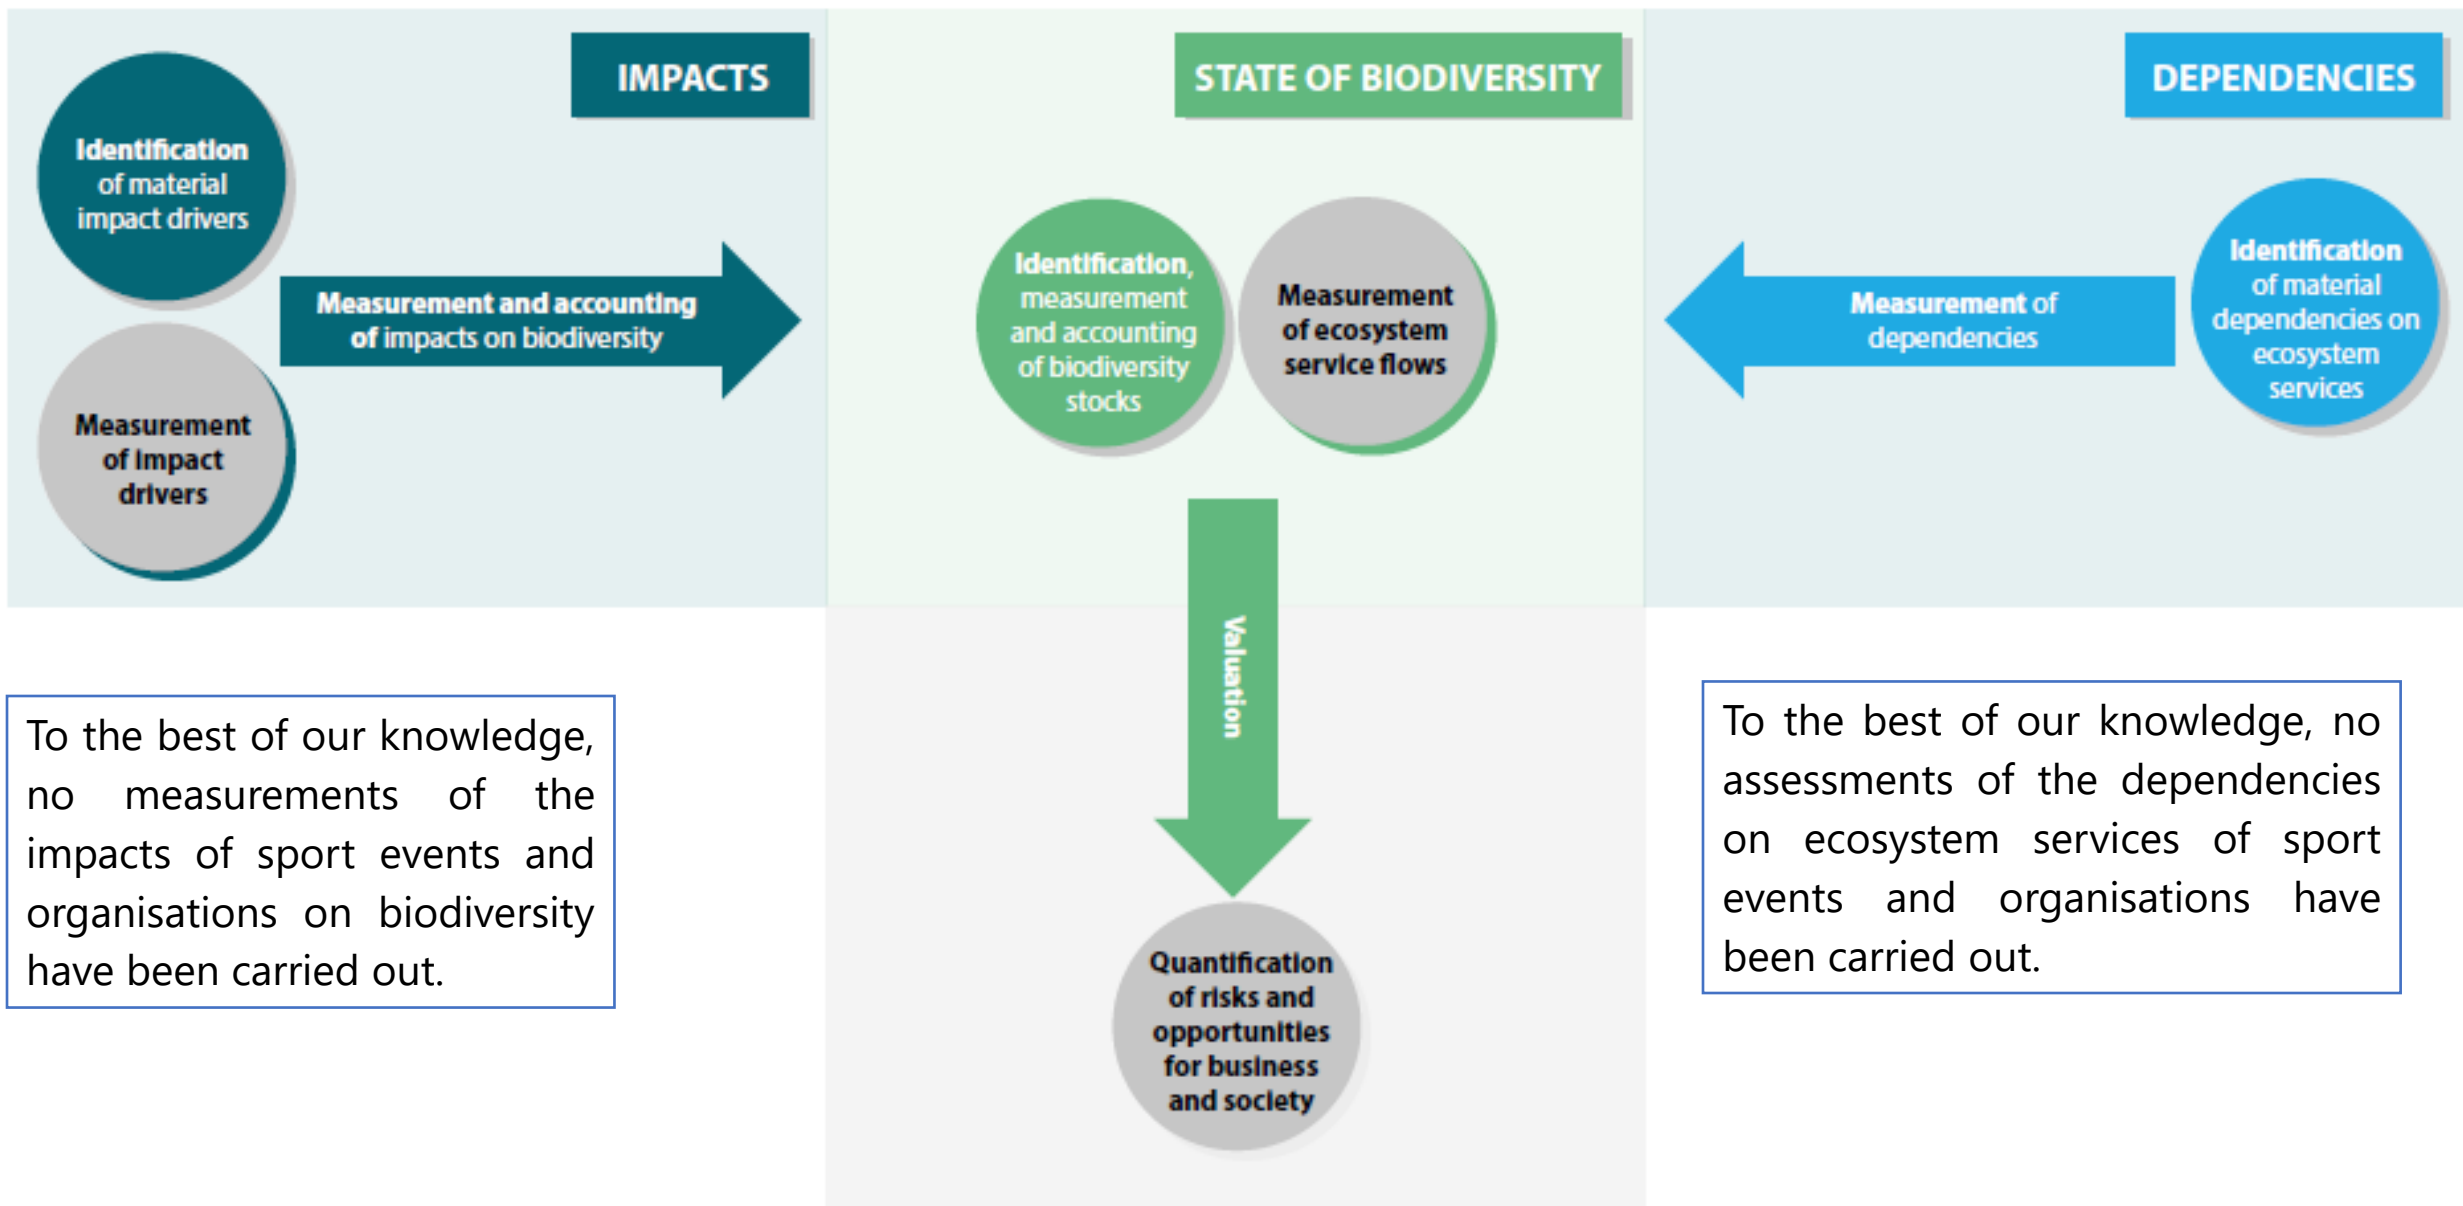 IMPACTS
Identification
of material
impact drivers
Measurement and accounting
of impacts on biodiversity
Measurement
of impact
drivers
STATE OF BIODIVERSITY
Identification,
measurement
and accounting
of biodiversity
stocks
Measurement
of ecosystem
service flows
DEPENDENCIES
Measurement of
dependencies
Identification
of material
dependencies on
ecosystem
services
Valuation
Quantification
of risks and
opportunities
for business
and society
To the best of our knowledge,
no measurements of the
impacts of sport events and
organisations on biodiversity
have been carried out.
To the best of our knowledge, no
assessments of the dependencies
on ecosystem services of sport
events and organisations have
been carried out.